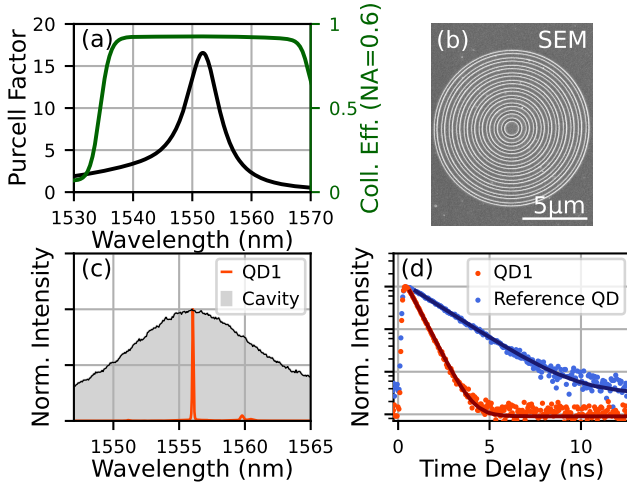 (a)
Purcell Factor
20
15
10
5
0
1530 1540 1550 1560 1570
Wavelength (nm)
1
0.5
0
Coll. Eff. (NA=0.6)
(b) SEM
5μm
(c)
QD1
Cavity
Norm. Intensity
1550 1555 1560 1565
Wavelength (nm)
(d)
QD1
Reference QD
Norm. Intensity
0 5 10
Time Delay (ns)